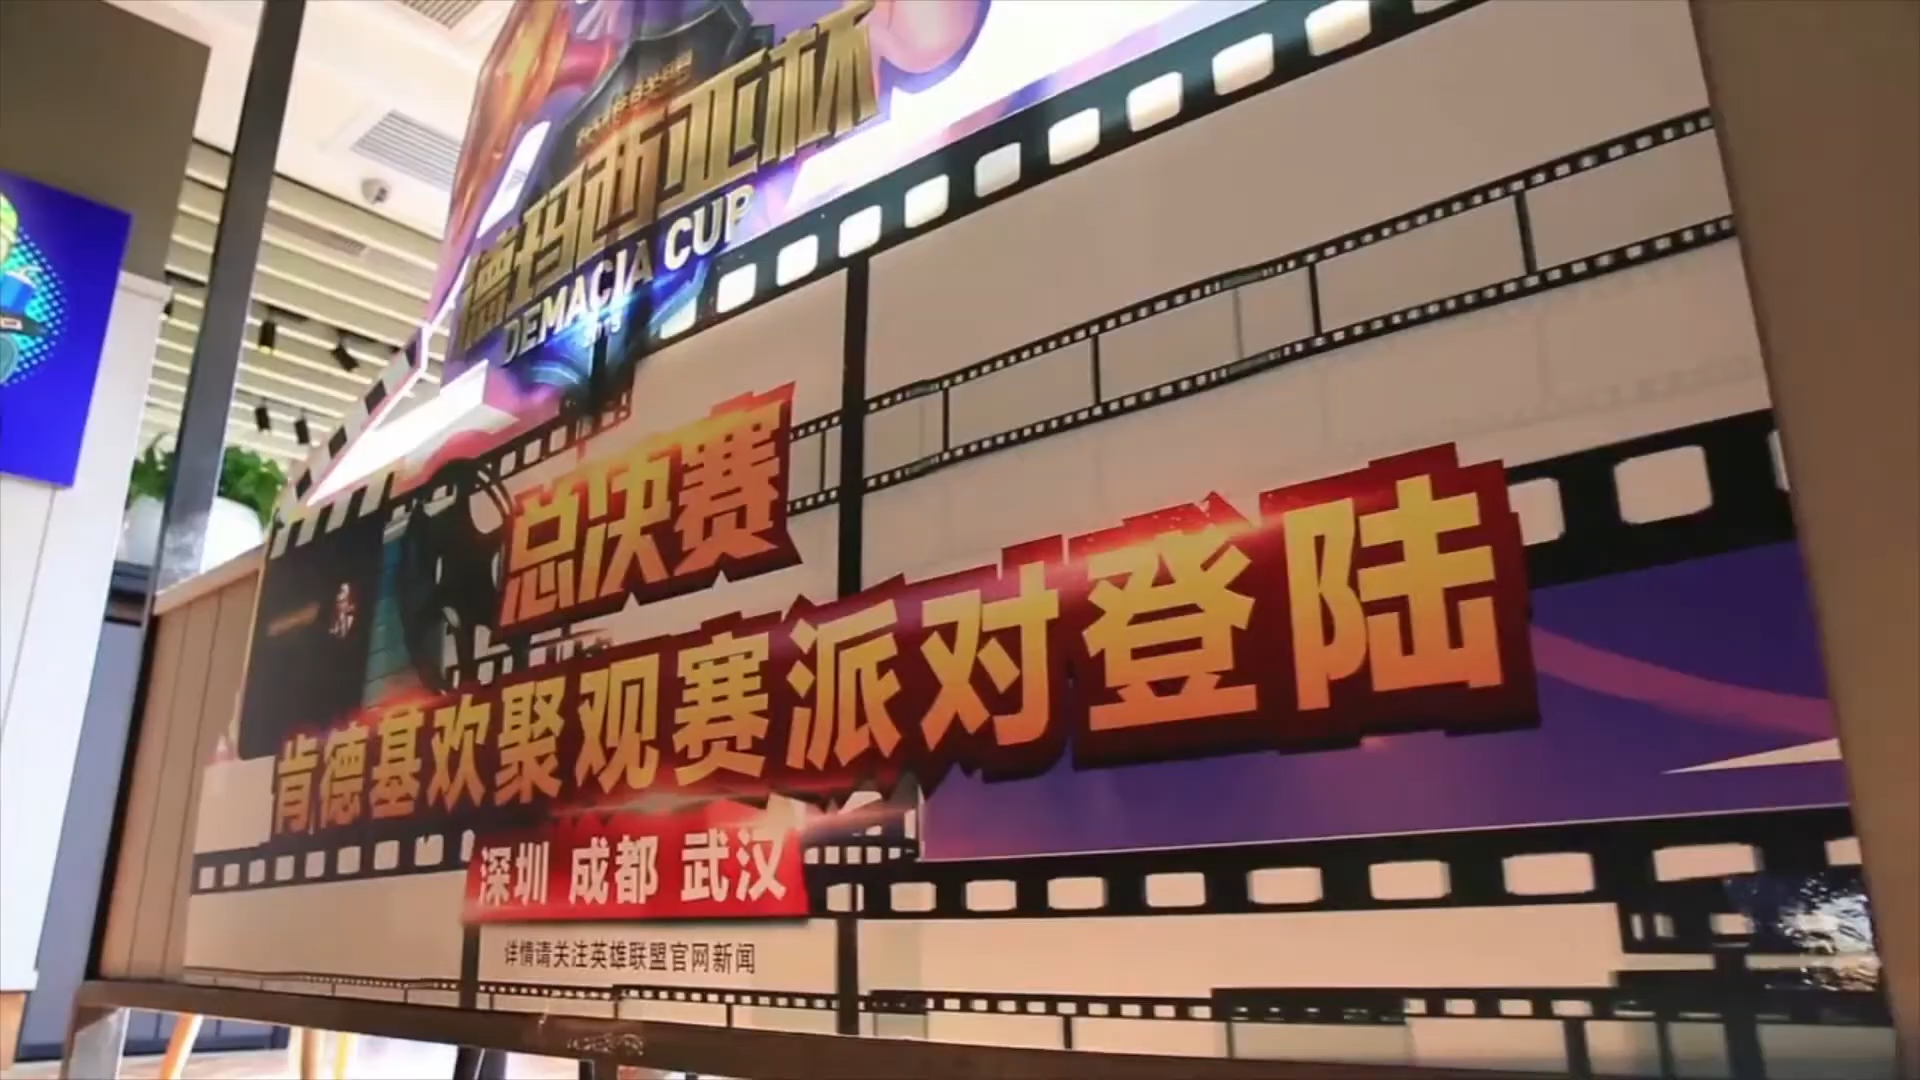 德玛西亚杯
DEMACIA CUP
总决赛
肯德基欢聚观赛派对登陆
深圳 成都 武汉
详情请关注英雄联盟官网新闻